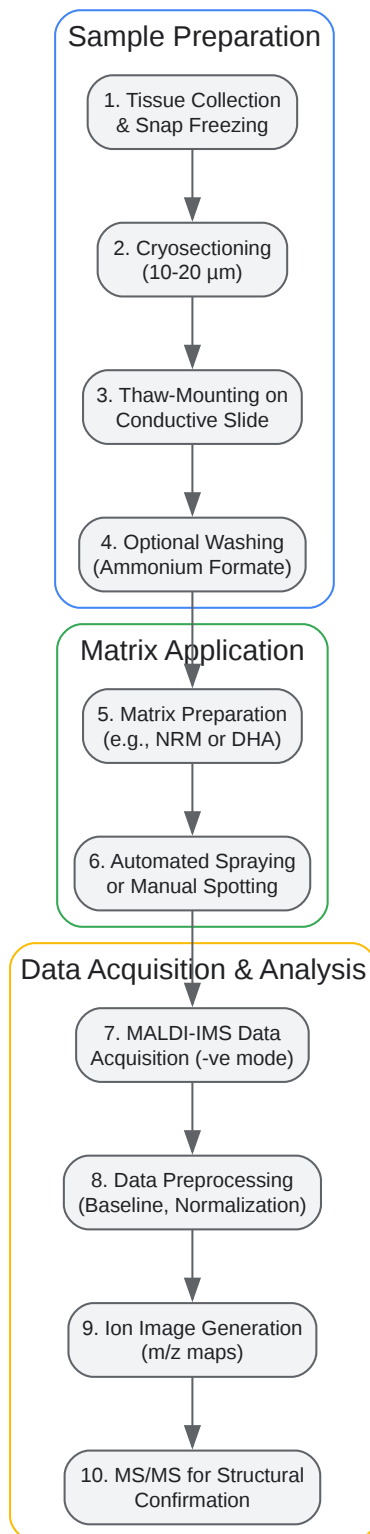 Sample Preparation
1. Tissue Collection
& Snap Freezing
2. Cryosectioning
(10-20 µm)
3. Thaw-Mounting on
Conductive Slide
4. Optional Washing
(Ammonium Formate)
Matrix Application
5. Matrix Preparation
(e.g., NRM or DHA)
6. Automated Spraying
or Manual Spotting
Data Acquisition & Analysis
7. MALDI-IMS Data
Acquisition (-ve mode)
8. Data Preprocessing
(Baseline, Normalization)
9. Ion Image Generation
(m/z maps)
10. MS/MS for Structural
Confirmation